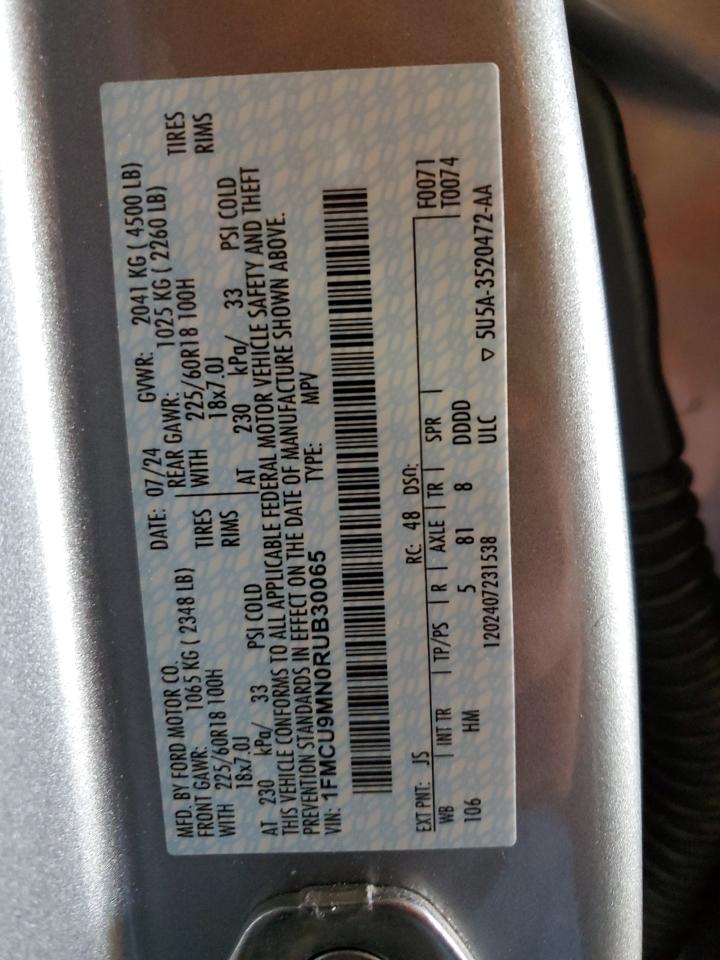 MFD. BY FORD MOTOR CO.
DATE: 07/24 GVWR: 2041 KG ( 4500 LB)
FRONT GAWR: 1065 KG ( 2348 LB) REAR GAWR: 1025 KG ( 2260 LB)
WITH 225/60R18 100H TIRES WITH 225/60R18 100H TIRES
18x7.0J RIMS 18x7.0J RIMS
AT 230 kPa/ 33 PSI COLD AT 230 kPa/ 33 PSI COLD
THIS VEHICLE CONFORMS TO ALL APPLICABLE FEDERAL MOTOR VEHICLE SAFETY AND THEFT
PREVENTION STANDARDS IN EFFECT ON THE DATE OF MANUFACTURE SHOWN ABOVE.
VIN: 1FMCU9MN0RUB30065 TYPE: MPV
EXT PNT: JS RC: 48 DSO: F0071
WB INT TR TP/PS R AXLE TR SPR T0074
106 HM 5 81 8 DDDD
1202407231538 ULC ▽ 5U5A-3520472-AA